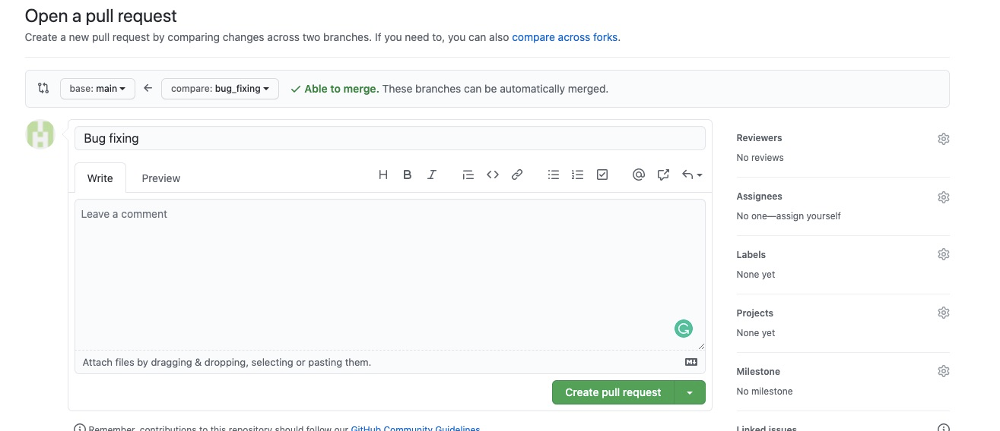 Open a pull request
Create a new pull request by comparing changes across two branches. If you need to, you can also compare across forks.
base: main
compare: bug_fixing
Able to merge. These branches can be automatically merged.
Bug fixing
Write Preview
Leave a comment
Attach files by dragging & dropping, selecting or pasting them.
Create pull request
Remember, contributions to this repository should follow our GitHub Community Guidelines
Reviewers
No reviews
Assignees
No one—assign yourself
Labels
None yet
Projects
None yet
Milestone
No milestone
Linked issues